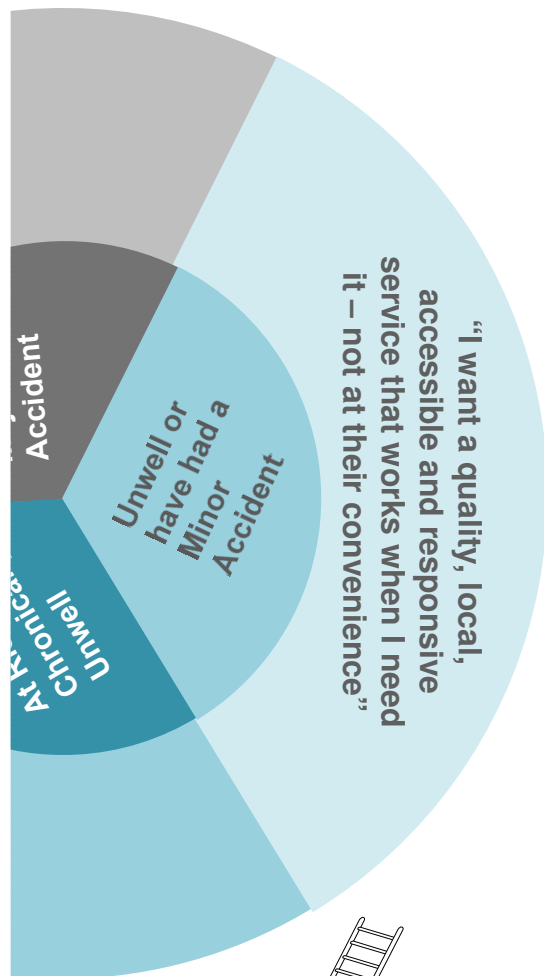 Accident
Unwell or
have had a
Minor
Accident
"I want a quality, local,
accessible and responsive
service that works when I need
it – not at their convenience”
At
Chronically
Unwell